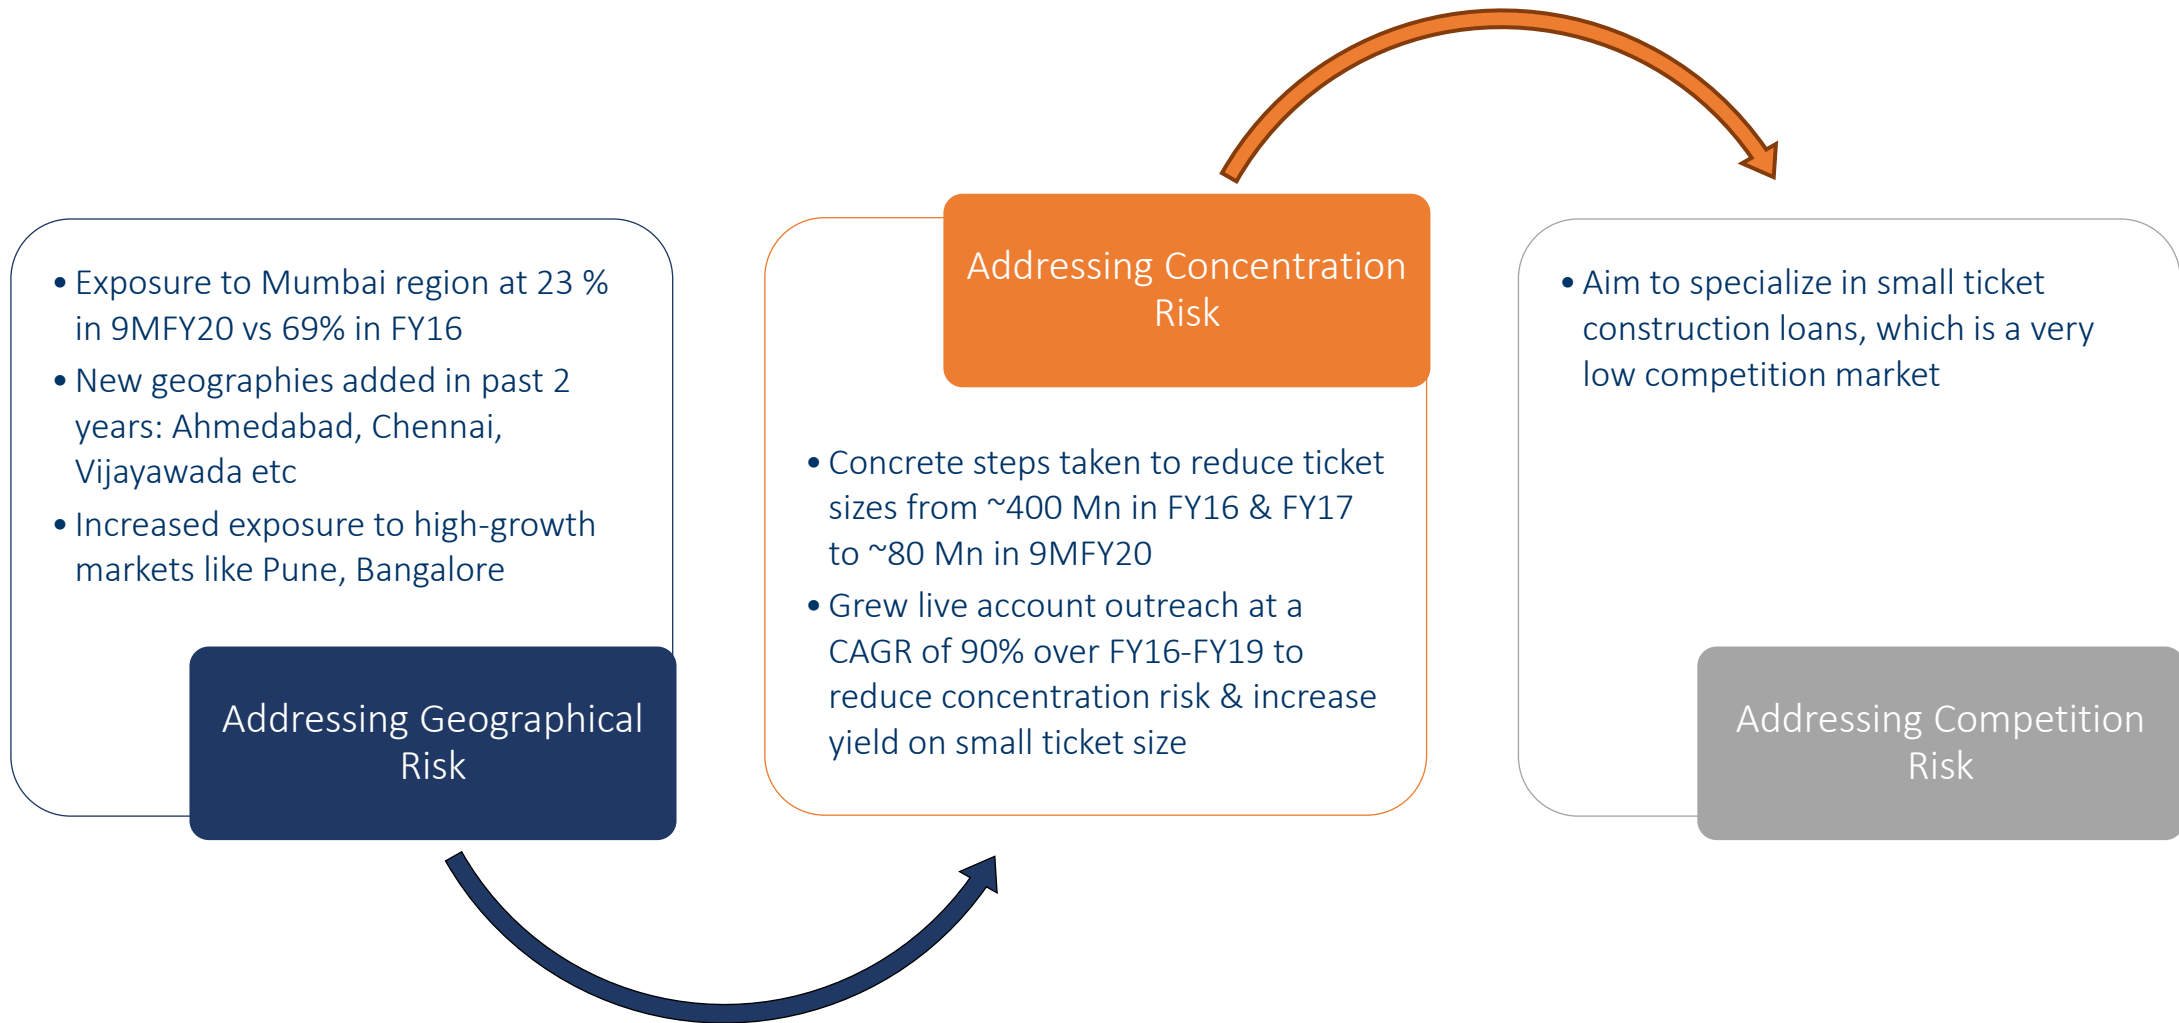 • Exposure to Mumbai region at 23 %
in 9MFY20 vs 69% in FY16
• New geographies added in past 2
years: Ahmedabad, Chennai,
Vijayawada etc
• Increased exposure to high-growth
markets like Pune, Bangalore
Addressing Geographical
Risk
Addressing Concentration
Risk
• Concrete steps taken to reduce ticket
sizes from ~400 Mn in FY16 & FY17
to ~80 Mn in 9MFY20
• Grew live account outreach at a
CAGR of 90% over FY16-FY19 to
reduce concentration risk & increase
yield on small ticket size
• Aim to specialize in small ticket
construction loans, which is a very
low competition market
Addressing Competition
Risk